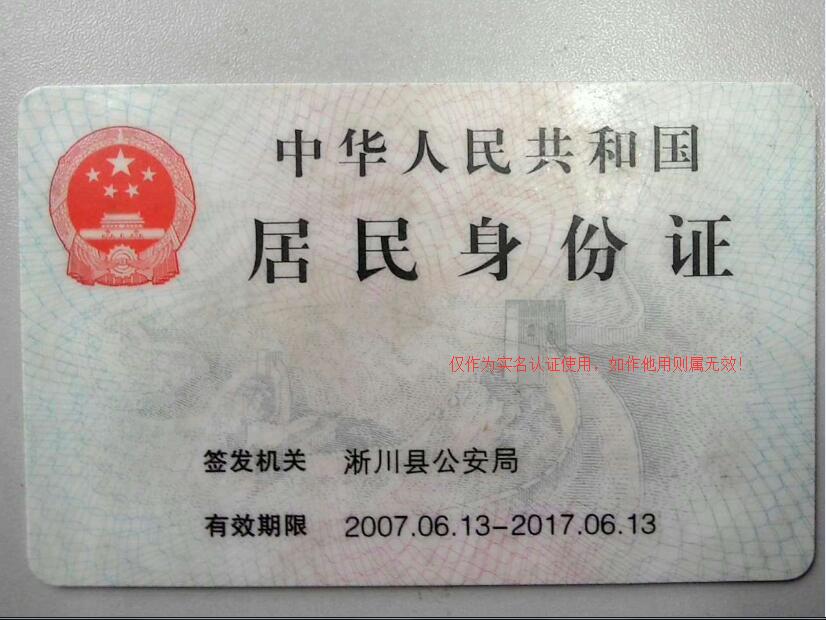 中华人民共和国
居民身份证
仅作为实名认证使用，如作他用则属无效！
签发机关 淅川县公安局
有效期限 2007.06.13-2017.06.13